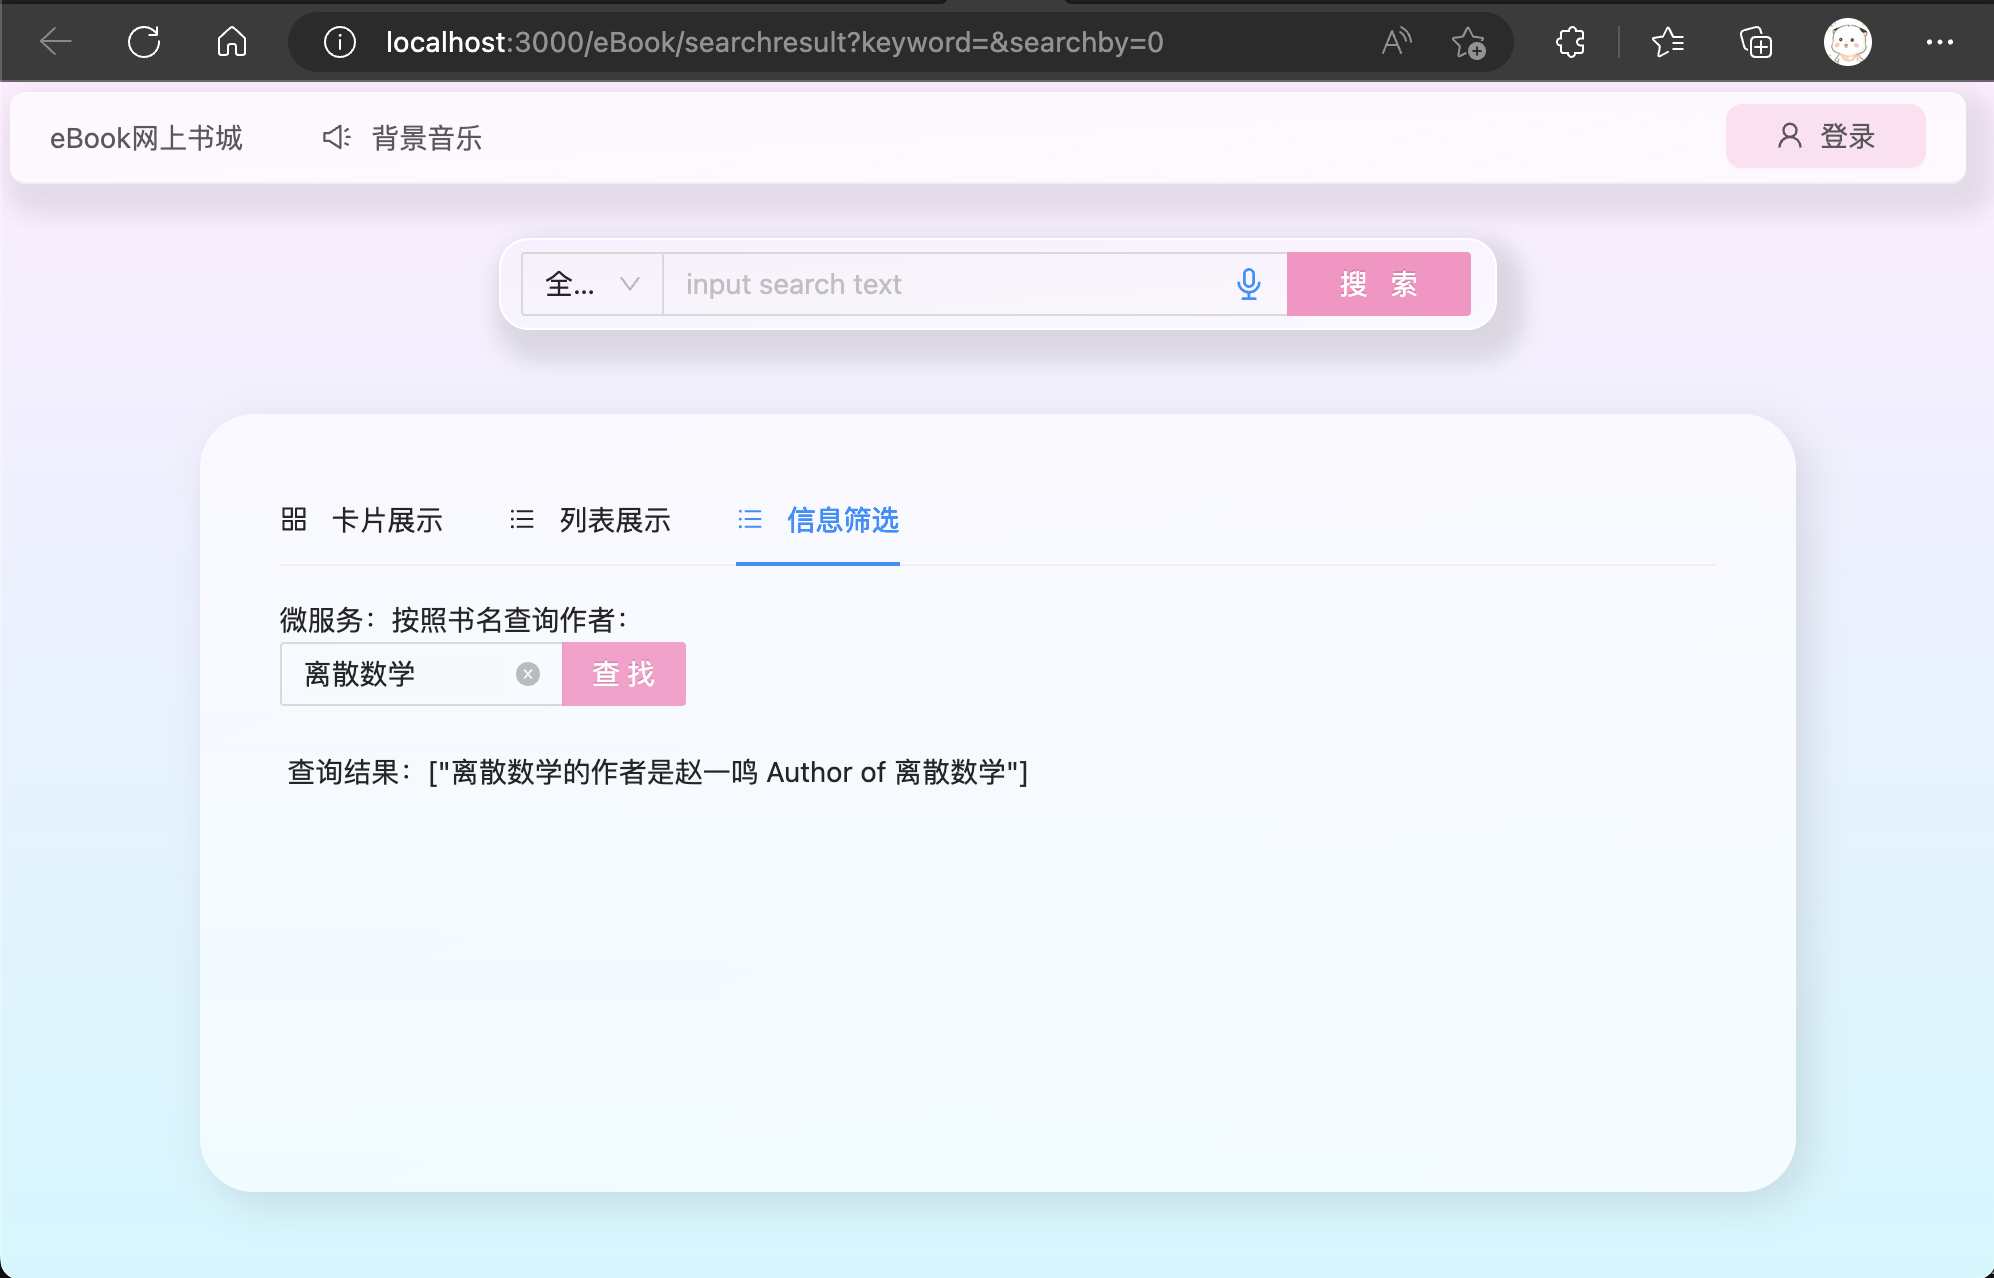 localhost:3000/eBook/searchresult?keyword=&searchby=0
eBook网上书城 背景音乐 登录
全... input search text 搜 索
卡片展示 列表展示 信息筛选
微服务：按照书名查询作者：
离散数学 查 找
查询结果：["离散数学的作者是赵一鸣 Author of 离散数学"]